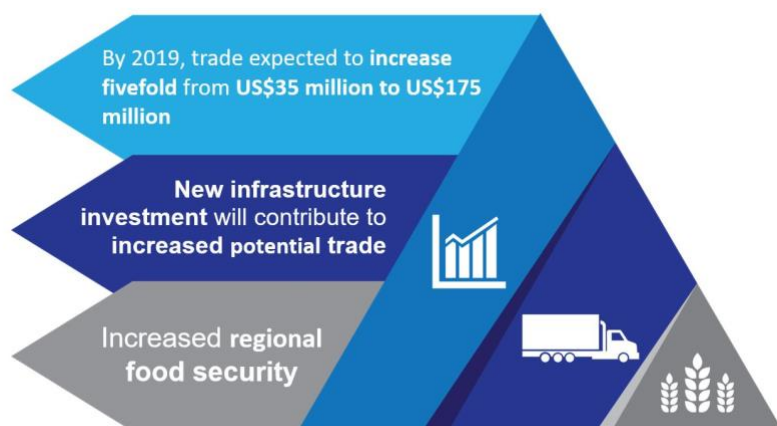 By 2019, trade expected to increase
fivefold from US$35 million to US$175
million
New infrastructure
investment will contribute to
increased potential trade
Increased regional
food security